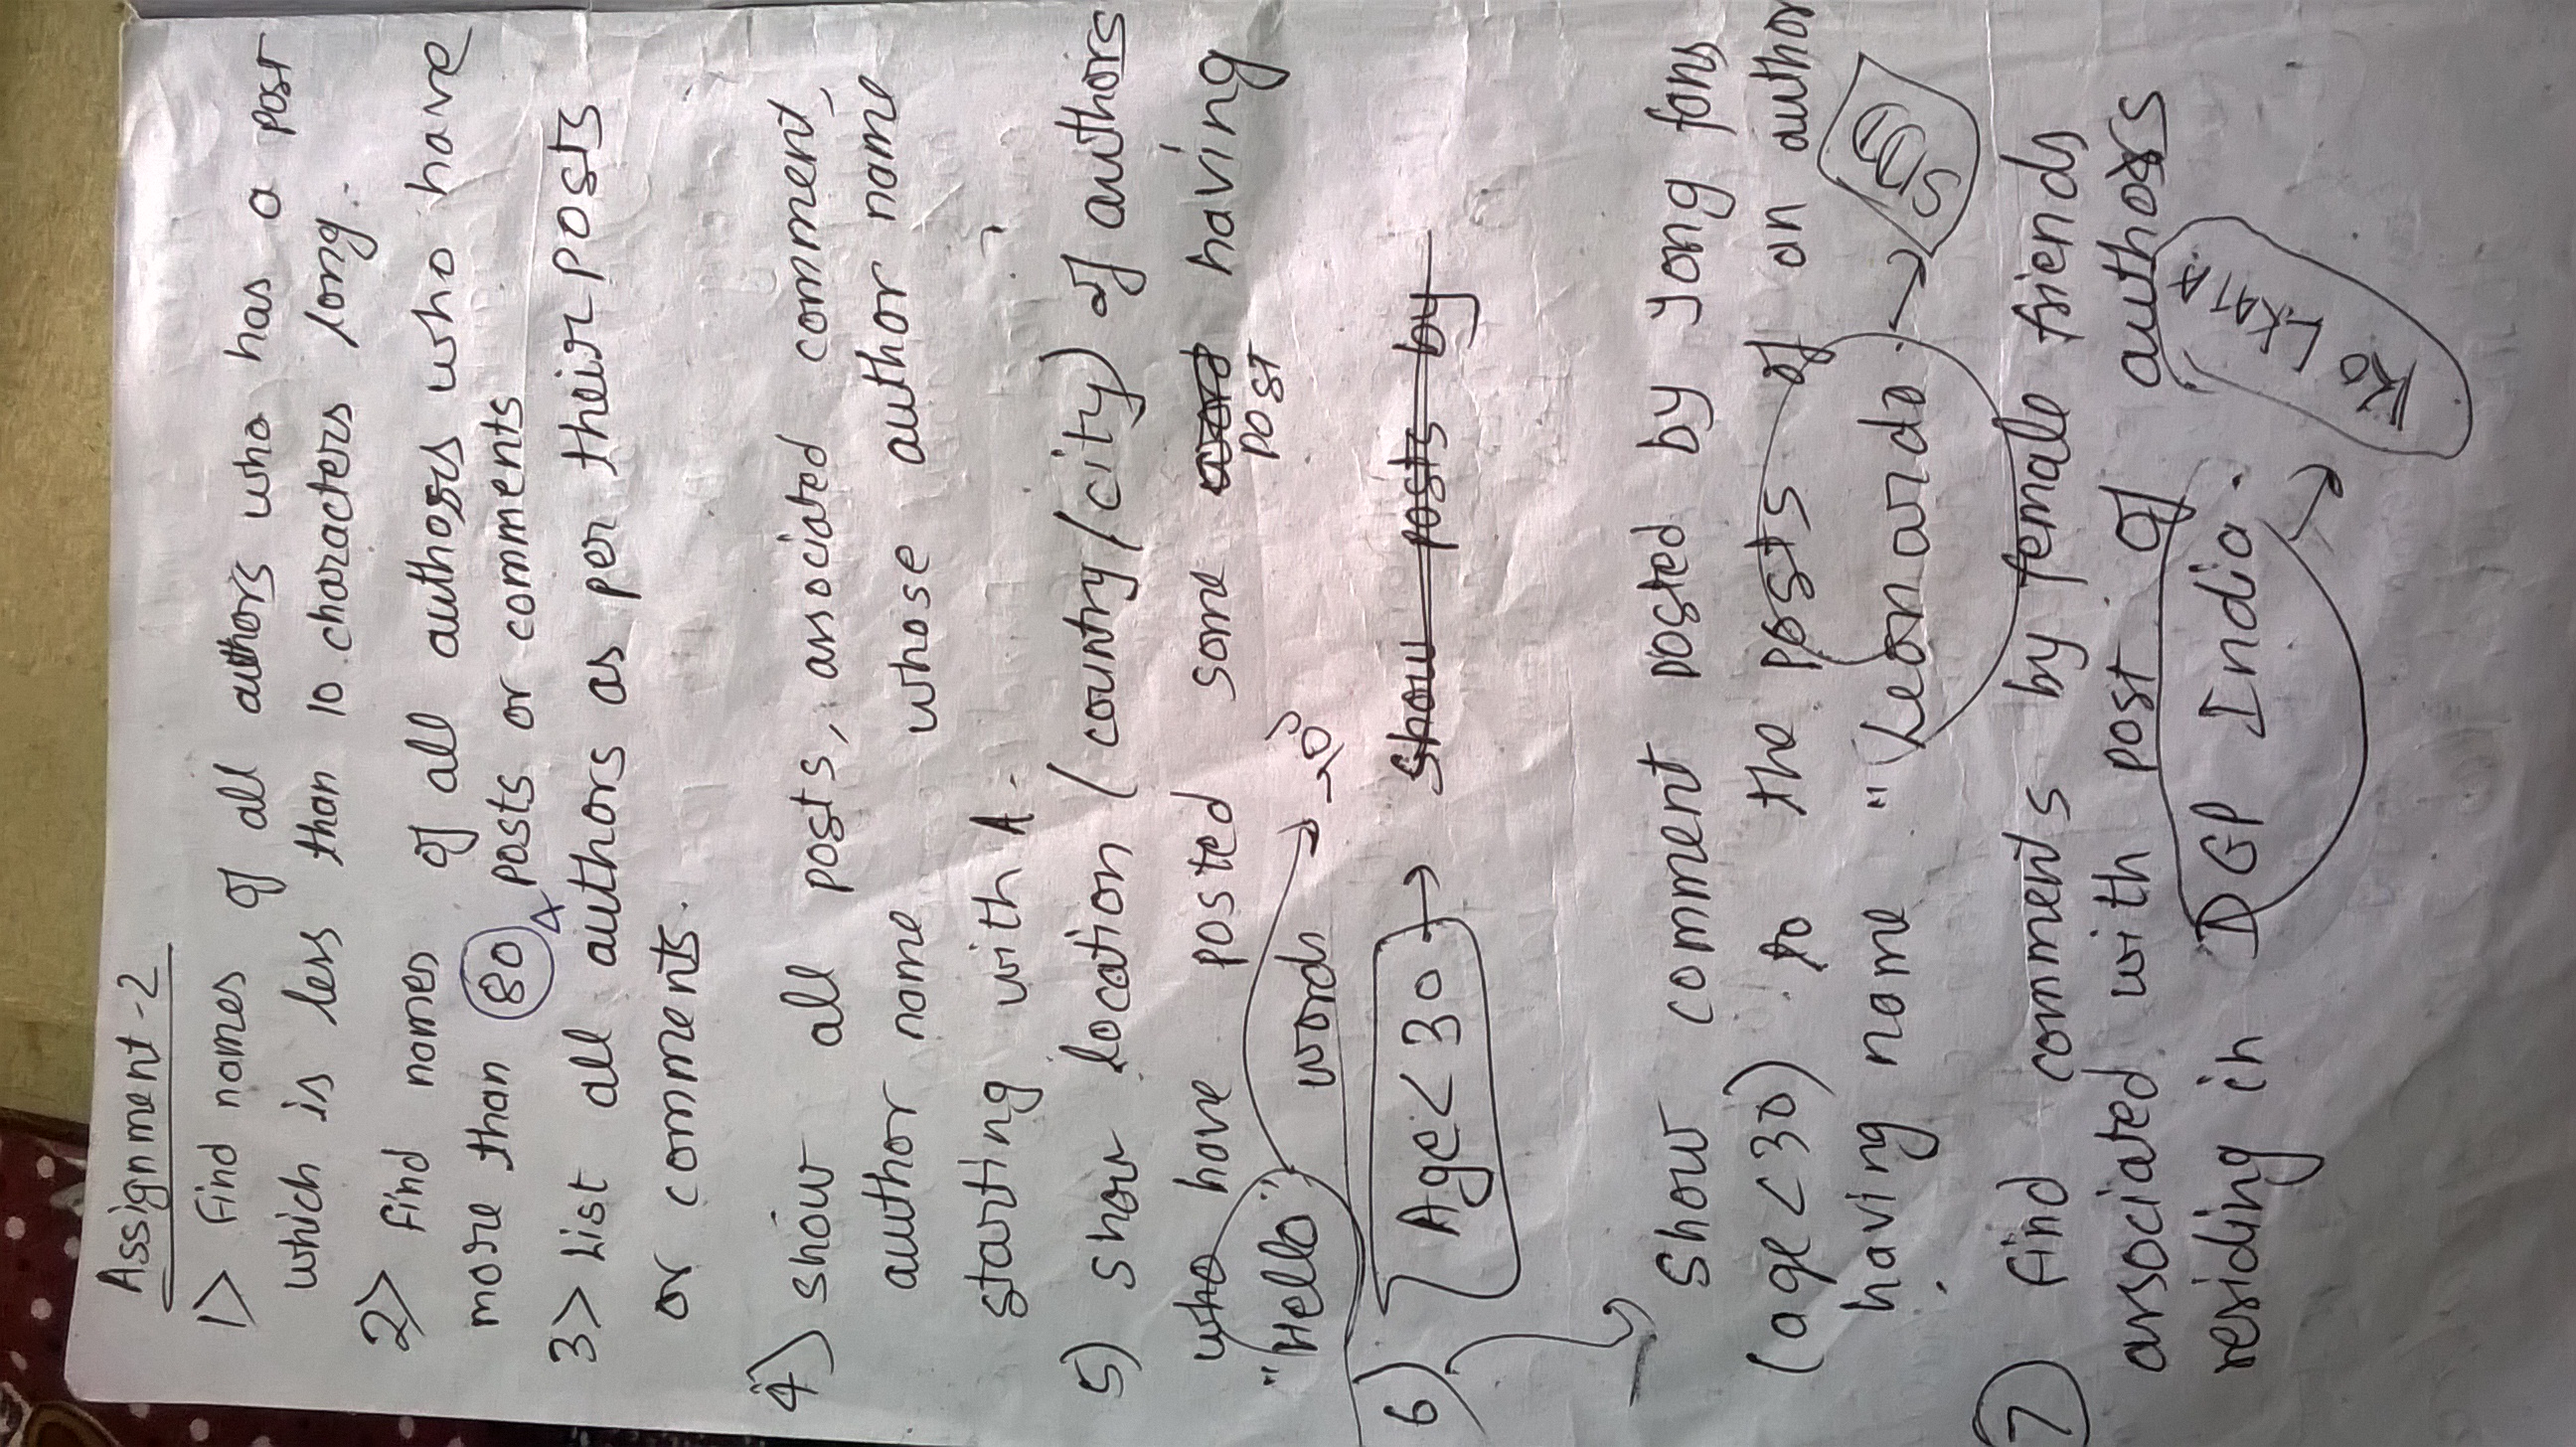 Assignment-2
1> Find names of all authors who has a post
which is less than 10 characters long.
2> Find names of all authors who have
more than 80 posts or comments
3> List all authors as per their posts
or comments.
4) show all posts, associated comment,
author name whose author name
starting with A.
5) show location (country/city) of authors
who have posted some having
post
"Hello" words
6) Age<30 → show posts by
show comment posted by Yong fans
(age<30) to the posts of an author
having name "Leonardo.
7) Find comments by female friends
associated with post of authors
residing in DGP India.
KOLKATA